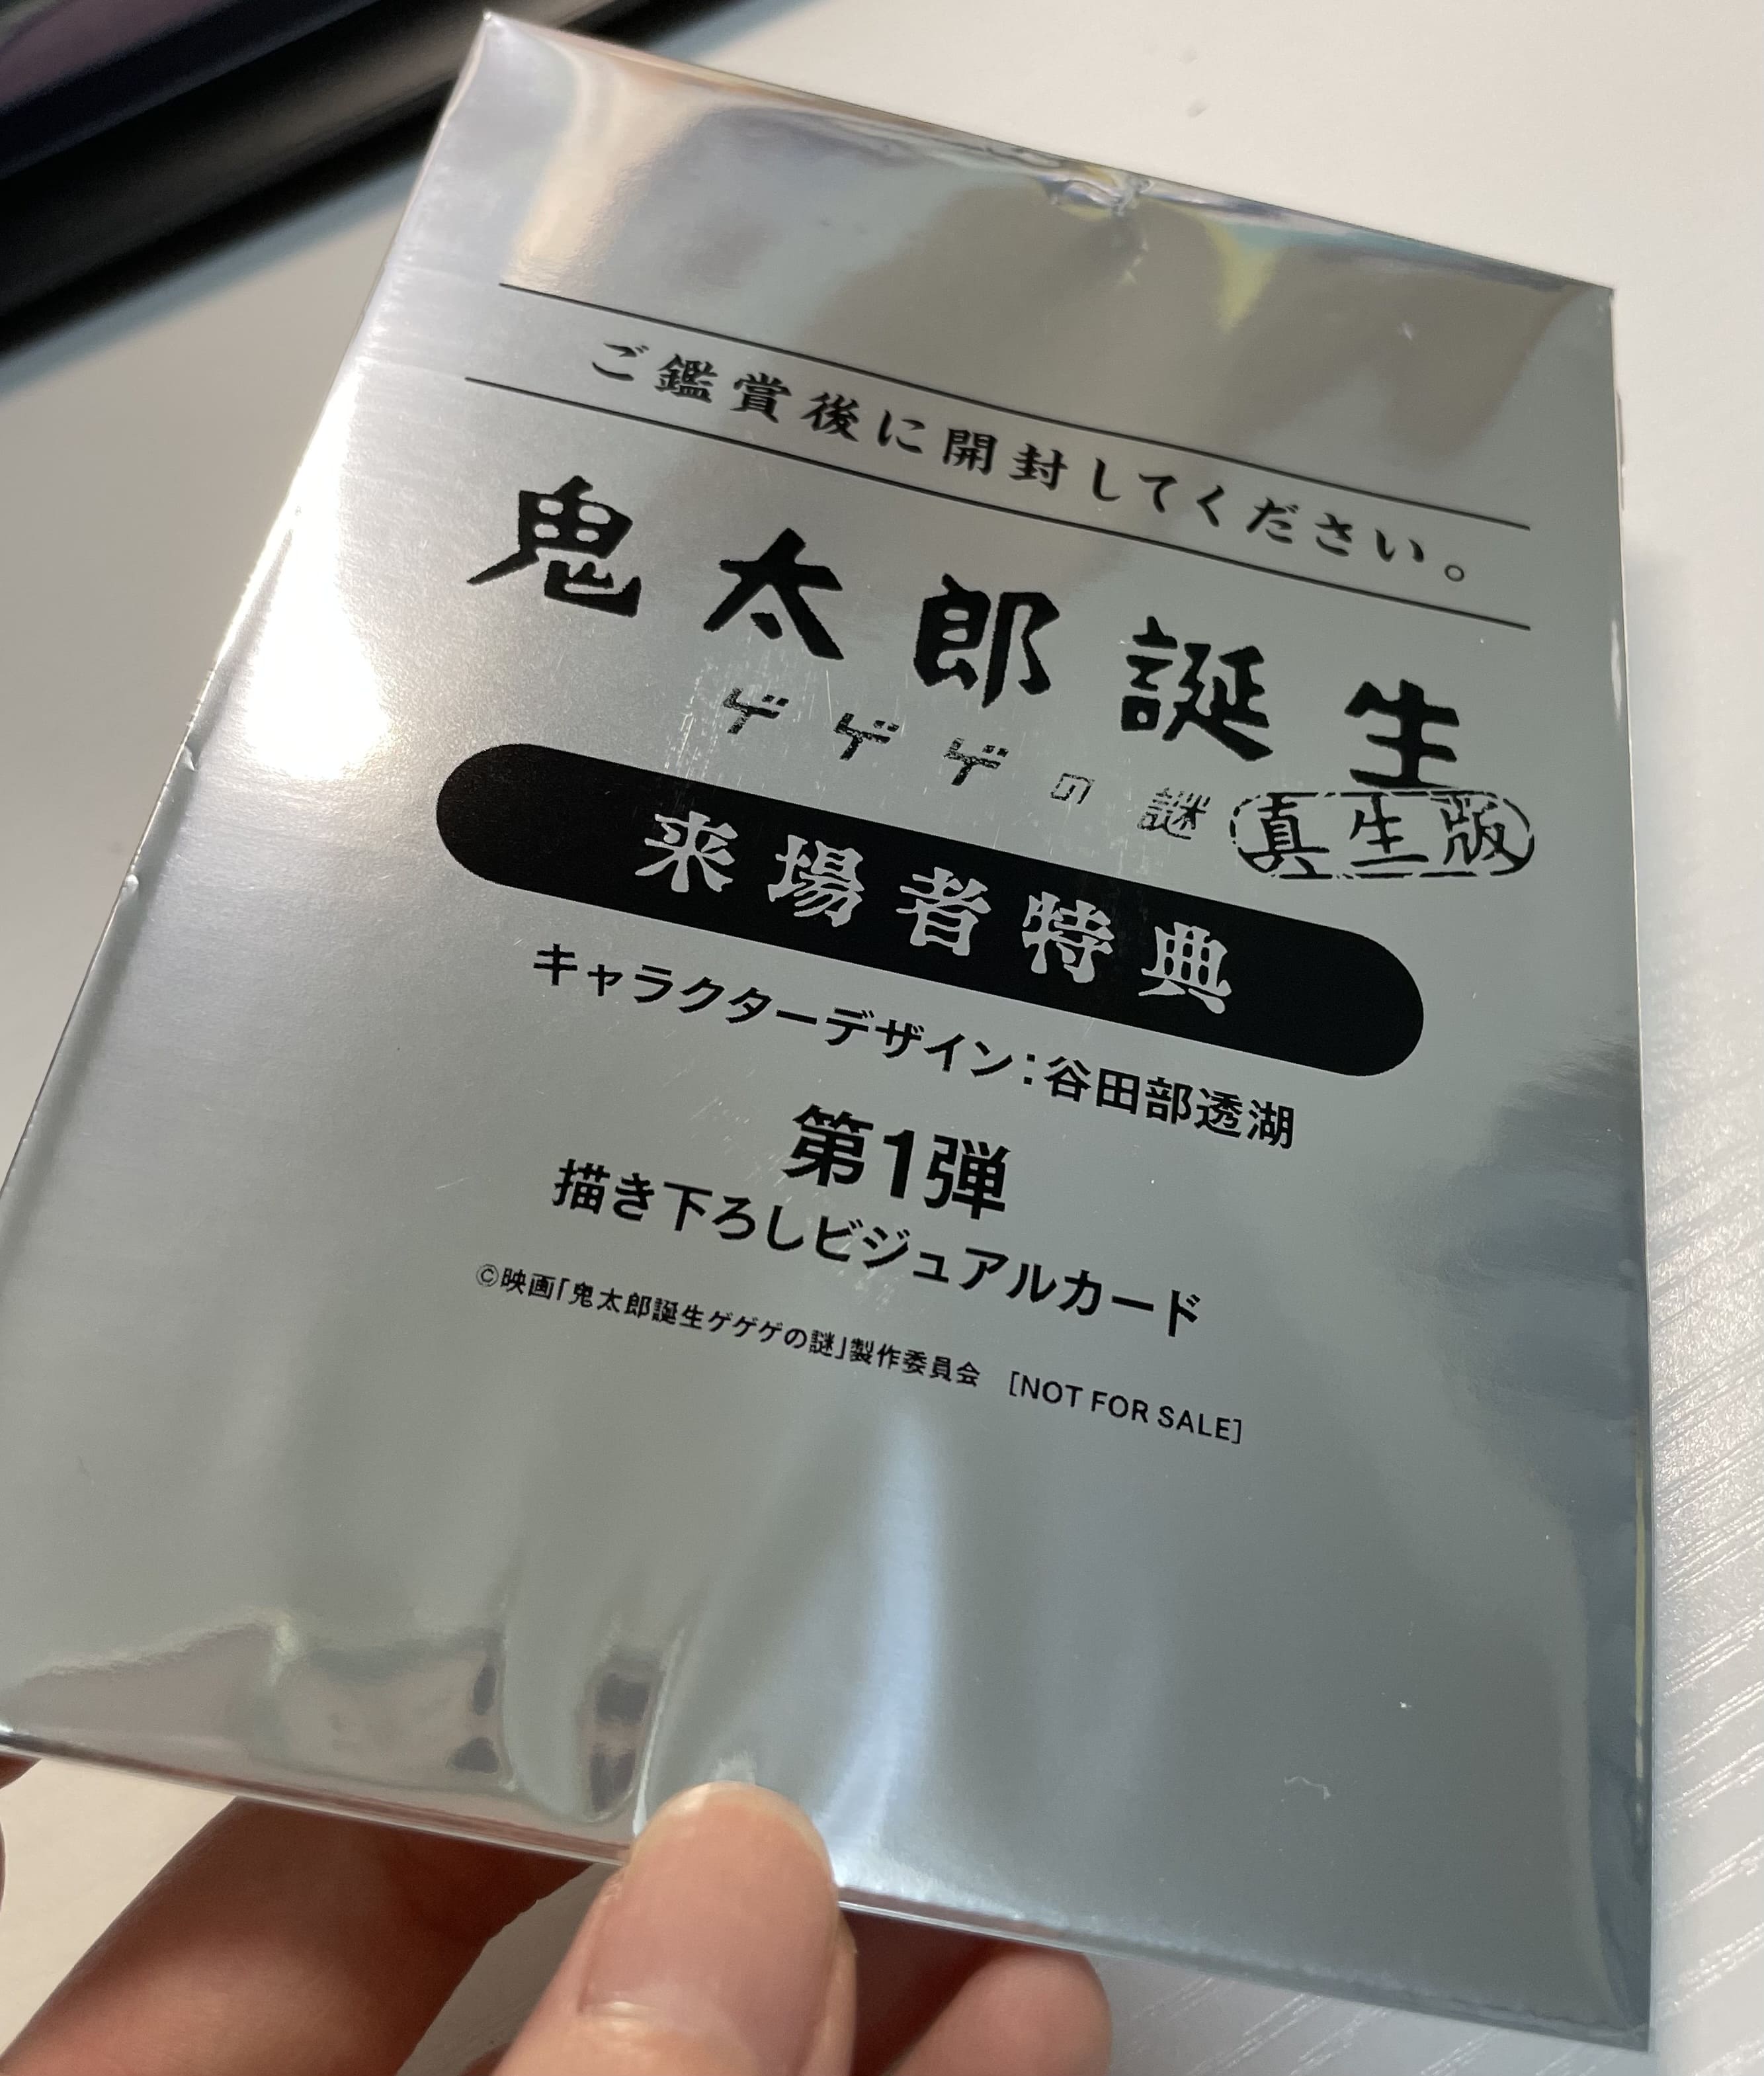 ご鑑賞後に開封してください。
鬼太郎誕生
ゲゲゲの謎 真生版
来場者特典
キャラクターデザイン:谷田部透湖
第1弾
描き下ろしビジュアルカード
©映画「鬼太郎誕生ゲゲゲの謎」製作委員会 [NOT FOR SALE]